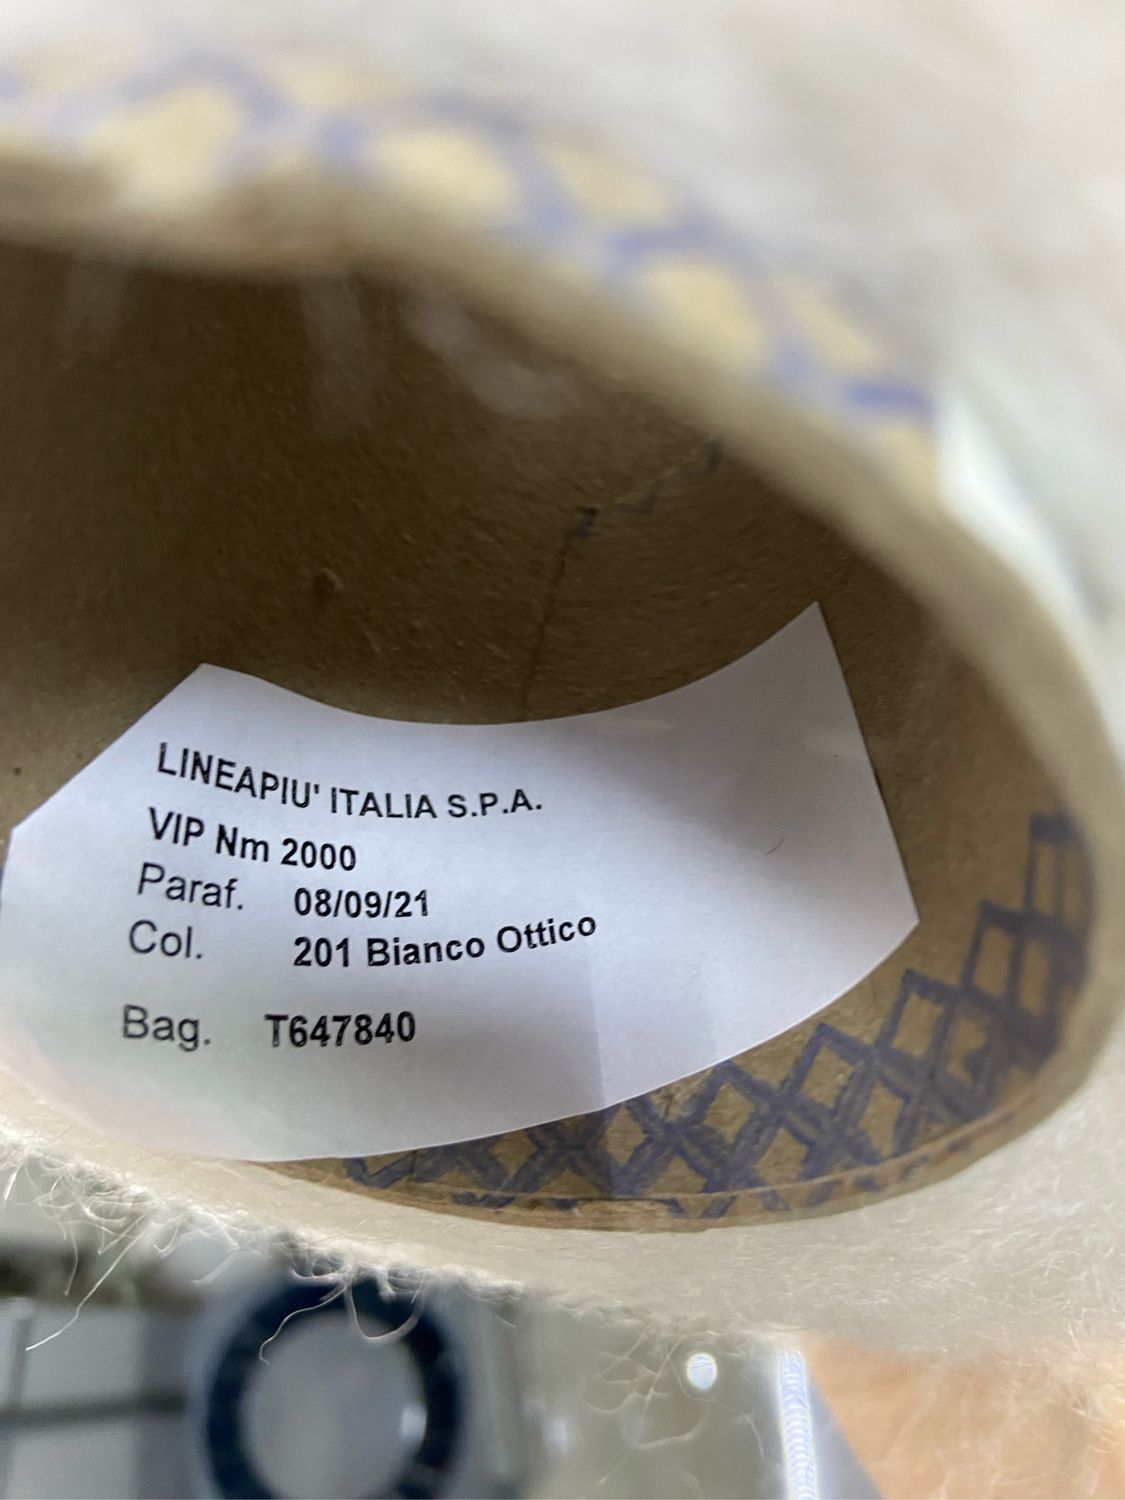 LINEAPIU' ITALIA S.P.A.
VIP Nm 2000
Paraf. 08/09/21
Col. 201 Bianco Ottico
Bag. T647840